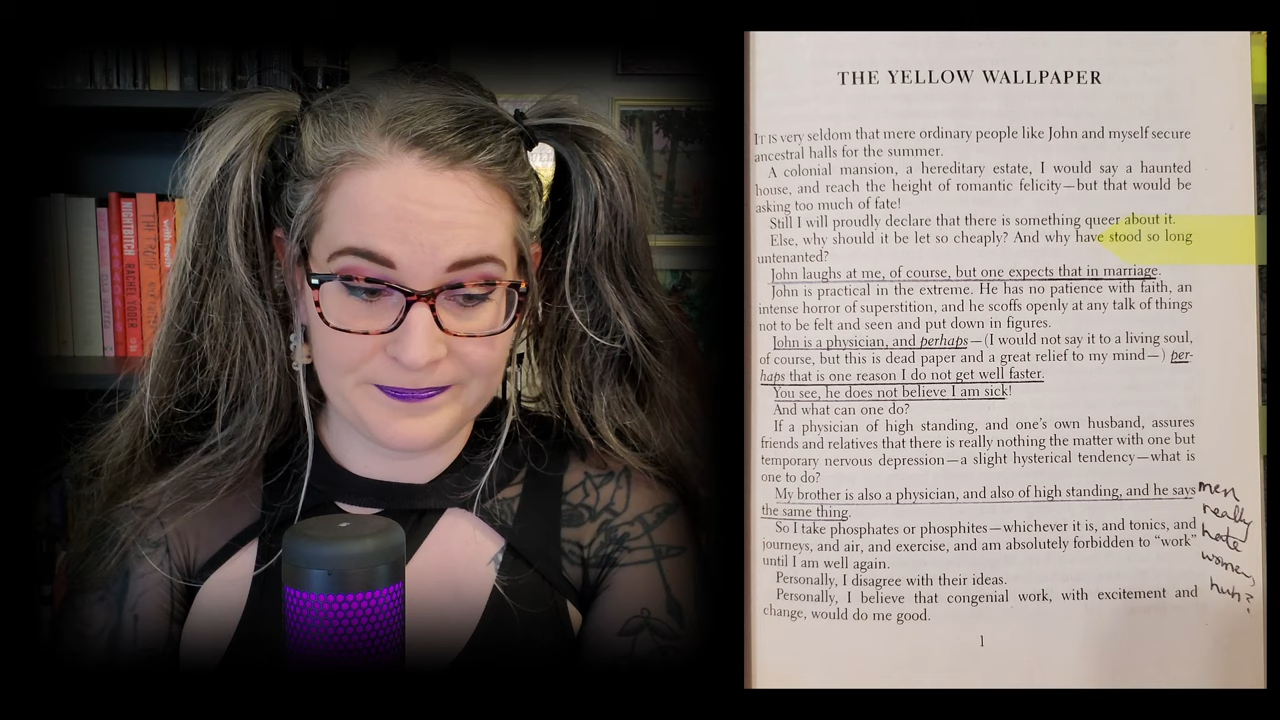 NIGHTBITCH
RACHEL YODER
THE TROOP
THE YELLOW WALLPAPER
IT IS very seldom that mere ordinary people like John and myself secure
ancestral halls for the summer.
A colonial mansion, a hereditary estate, I would say a haunted
house, and reach the height of romantic felicity—but that would be
asking too much of fate!
Still I will proudly declare that there is something queer about it.
Else, why should it be let so cheaply? And why have stood so long
untenanted?
John laughs at me, of course, but one expects that in marriage.
John is practical in the extreme. He has no patience with faith, an
intense horror of superstition, and he scoffs openly at any talk of things
not to be felt and seen and put down in figures.
John is a physician, and perhaps—(I would not say it to a living soul,
of course, but this is dead paper and a great relief to my mind—) per-
haps that is one reason I do not get well faster.
You see, he does not believe I am sick!
And what can one do?
If a physician of high standing, and one's own husband, assures
friends and relatives that there is really nothing the matter with one but
temporary nervous depression—a slight hysterical tendency—what is
one to do?
My brother is also a physician, and also of high standing, and he says
the same thing.
So I take phosphates or phosphites—whichever it is, and tonics, and
journeys, and air, and exercise, and am absolutely forbidden to "work"
until I am well again.
Personally, I disagree with their ideas.
Personally, I believe that congenial work, with excitement and
change, would do me good.
men
really
hate
women,
huh?
1